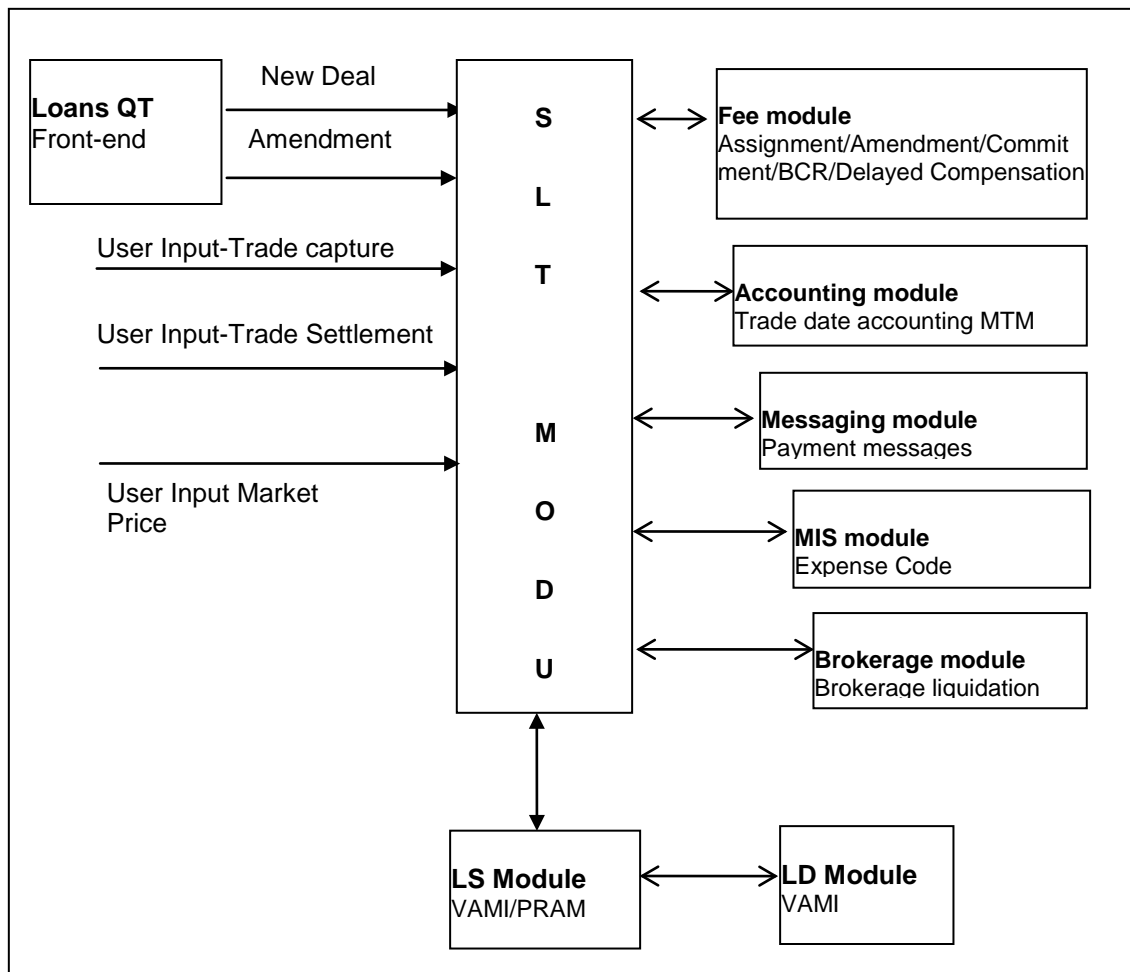 Loans QT
Front-end
New Deal
Amendment
User Input-Trade capture
User Input-Trade Settlement
User Input Market
Price
S
L
T
M
O
D
U
Fee module
Assignment/Amendment/Commit
ment/BCR/Delayed Compensation
Accounting module
Trade date accounting MTM
Messaging module
Payment messages
MIS module
Expense Code
Brokerage module
Brokerage liquidation
LS Module
VAMI/PRAM
LD Module
VAMI